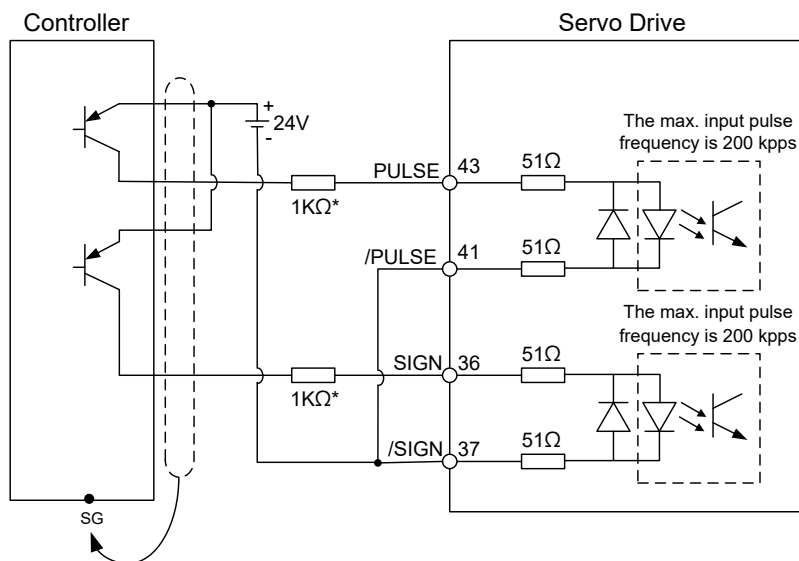 Controller
Servo Drive
+
24V
-
The max. input pulse
frequency is 200 kpps
PULSE
43
51Ω
1KΩ*
/PULSE
41
51Ω
The max. input pulse
frequency is 200 kpps
SIGN
36
51Ω
1KΩ*
/SIGN
37
51Ω
SG